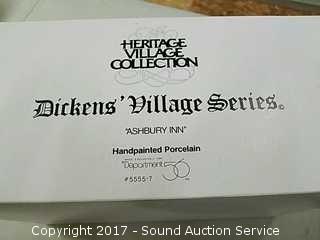 HERITAGE
VILLAGE
COLLECTION
Dickens' Village Series©
"ASHBURY INN"
Handpainted Porcelain
Department 56
#5555-7
Copyright 2017 - Sound Auction Service